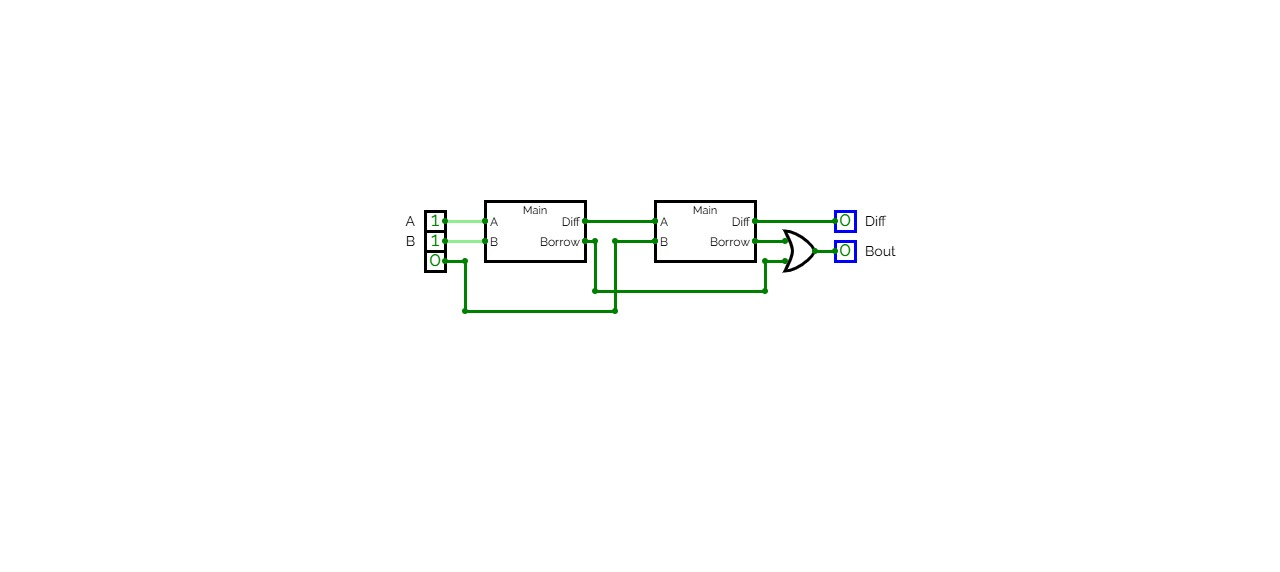 Main Main
A 1 A Diff A Diff 0 Diff
B 1 B Borrow B Borrow 0 Bout
0